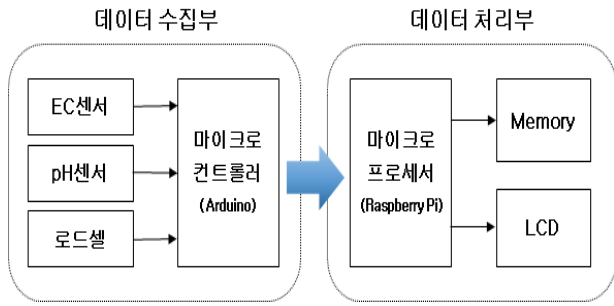 데이터 수집부
데이터 처리부
EC센서
pH센서
로드셀
마이크로
컨트롤러
(Arduino)
마이크로
프로세서
(Raspberry Pi)
Memory
LCD